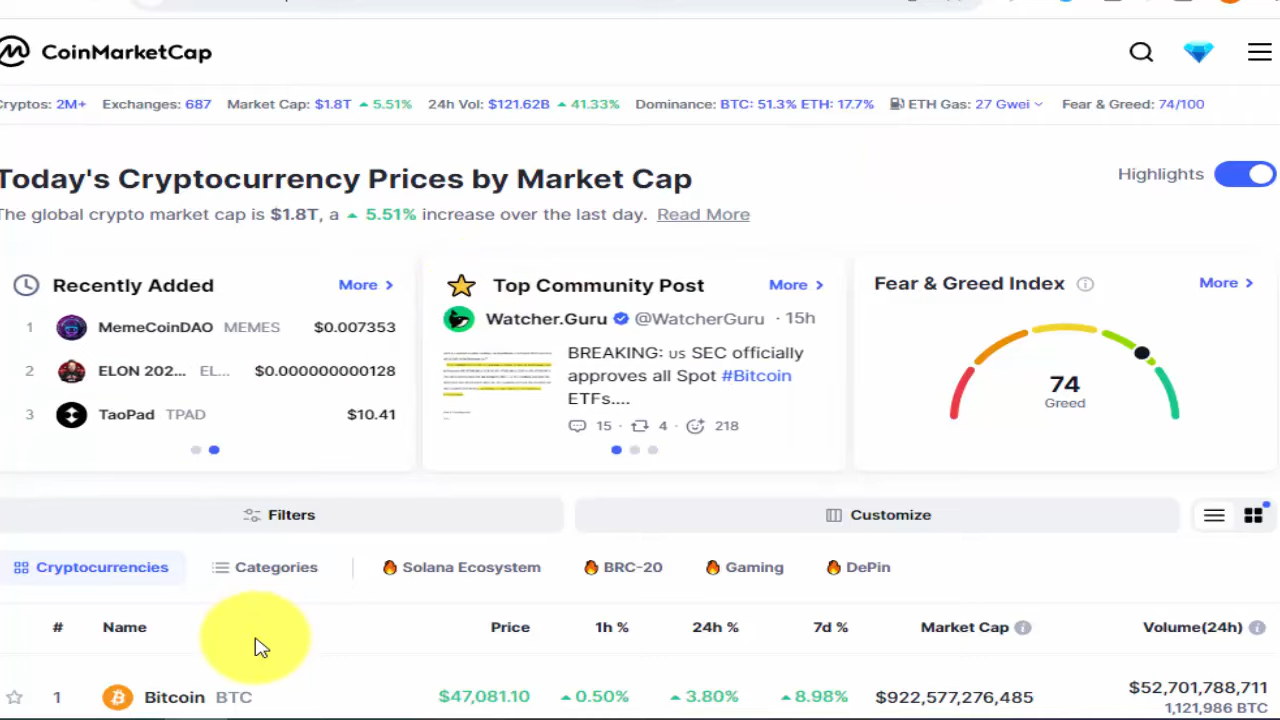 CoinMarketCap
Cryptos: 2M+ Exchanges: 687 Market Cap: $1.8T 5.51% 24h Vol: $121.62B 41.33% Dominance: BTC: 51.3% ETH: 17.7% ETH Gas: 27 Gwei Fear & Greed: 74/100
Today's Cryptocurrency Prices by Market Cap
Highlights
The global crypto market cap is $1.8T, a 5.51% increase over the last day. Read More
Recently Added More >
1 MemeCoinDAO MEMES $0.007353
2 ELON 202... EL... $0.000000000128
3 TaoPad TPAD $10.41
Top Community Post More >
Watcher.Guru @WatcherGuru · 15h
BREAKING: us SEC officially
approves all Spot #Bitcoin
ETFs....
15 · 4 · 218
Fear & Greed Index More >
74
Greed
Filters
Customize
Cryptocurrencies Categories Solana Ecosystem BRC-20 Gaming DePin
# Name Price 1h % 24h % 7d % Market Cap Volume(24h)
1 Bitcoin BTC $47,081.10 0.50% 3.80% 8.98% $922,577,276,485 $52,701,788,711
1,121,986 BTC